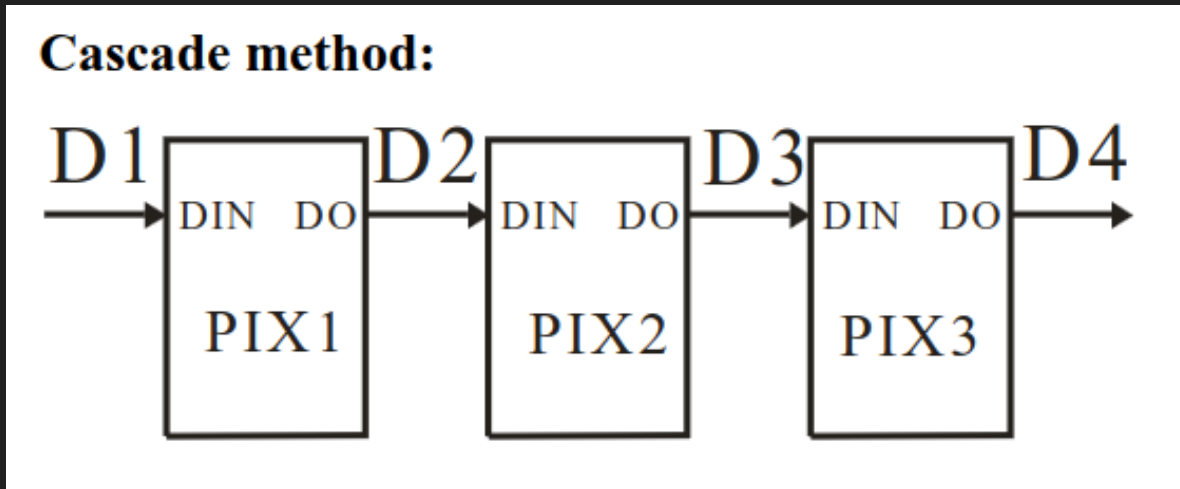 Cascade method:
D1 D2 D3 D4
DIN DO DIN DO DIN DO
PIX1 PIX2 PIX3